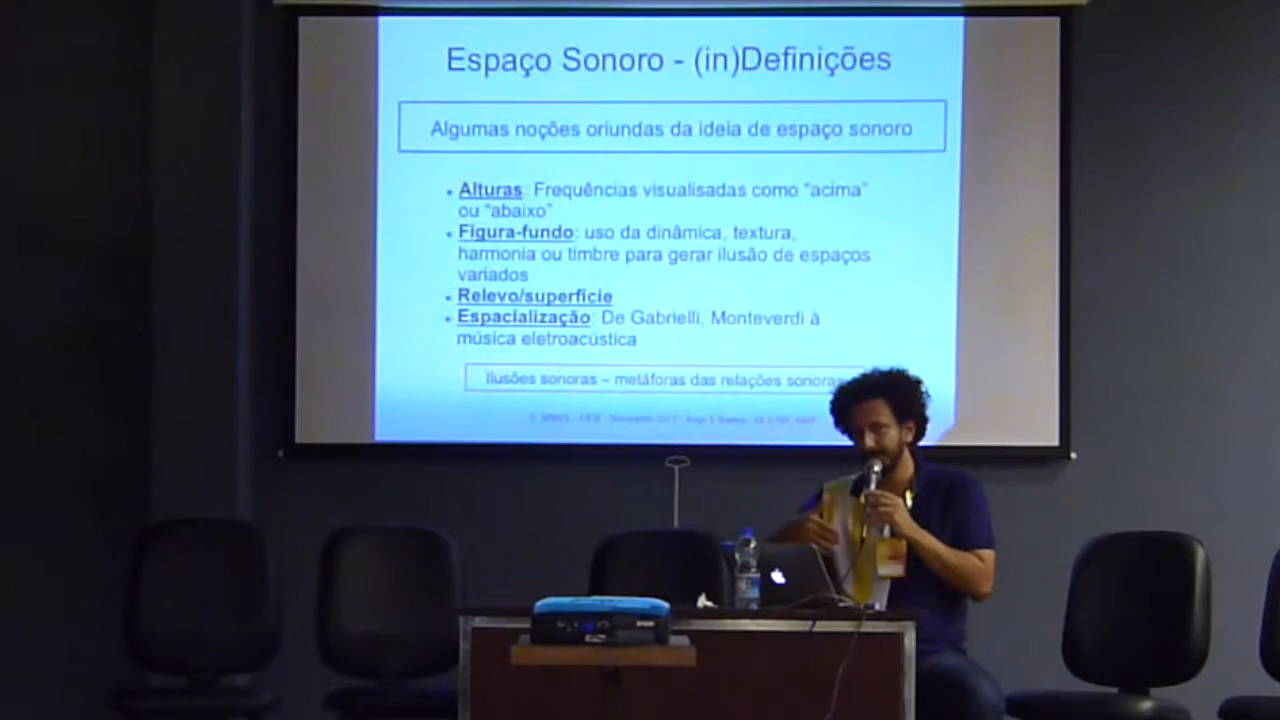 Espaço Sonoro - (in)Definições
Algumas noções oriundas da ideia de espaço sonoro
Alturas: Frequências visualisadas como "acima"
ou "abaixo"
Figura-fundo: uso da dinâmica, textura,
harmonia ou timbre para gerar ilusão de espaços
variados
Relevo/superfície
Espacialização: De Gabrielli, Monteverdi à
música eletroacústica
Ilusões sonoras – metáforas das relações sonoras